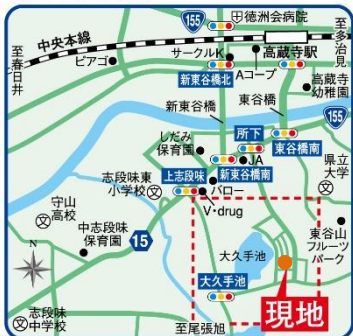 155
徳洲会病院
至多治見
中央本線
サークルK
高蔵寺駅
至春日井
ピアゴ
Aコープ
新東谷橋北
高蔵寺
幼稚園
新東谷橋
東谷橋
155
しだみ
保育園
所下
東谷橋南
JA
県立
大学
志段味東
小学校
上志段味
新東谷橋南
バロー
V・drug
守山
高校
中志段味
保育園
15
東谷山
フルーツ
パーク
N
大久手池
大久手池
現地
志段味
中学校
至尾張旭